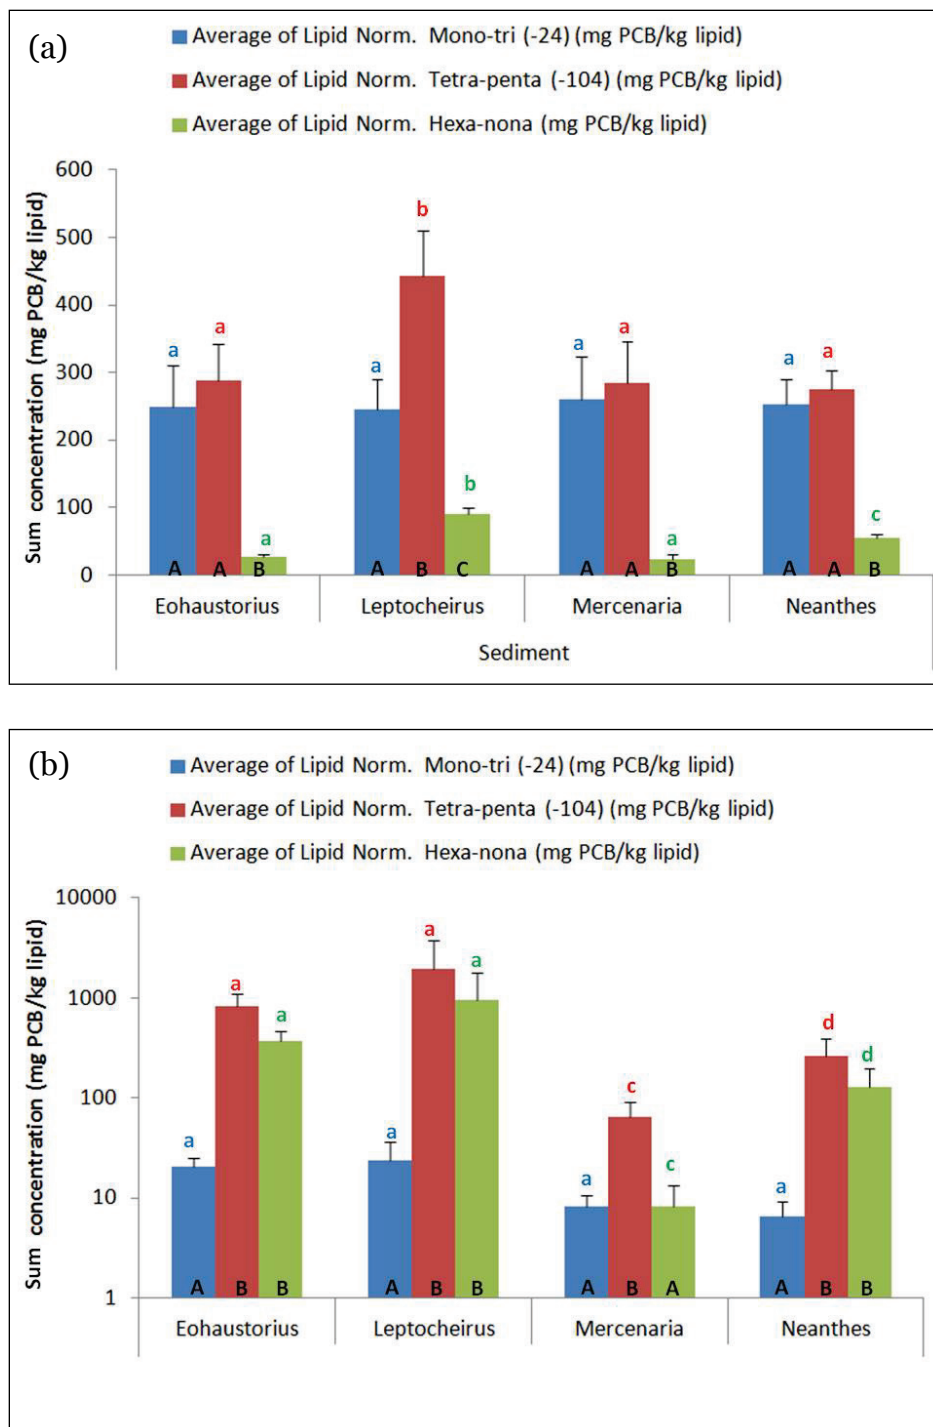 (a)
Average of Lipid Norm. Mono-tri (-24) (mg PCB/kg lipid)
Average of Lipid Norm. Tetra-penta (-104) (mg PCB/kg lipid)
Average of Lipid Norm. Hexa-nona (mg PCB/kg lipid)
Sum concentration (mg PCB/kg lipid)
600
500
400
300
200
100
0
a a a
a b b
a a a
a a c
A A B A B C A A B A A B
Eohaustorius Leptocheirus Mercenaria Neanthes
Sediment
(b)
Average of Lipid Norm. Mono-tri (-24) (mg PCB/kg lipid)
Average of Lipid Norm. Tetra-penta (-104) (mg PCB/kg lipid)
Average of Lipid Norm. Hexa-nona (mg PCB/kg lipid)
Sum concentration (mg PCB/kg lipid)
10000
1000
100
10
1
a a a
a a a
a c c
a d d
A B B A B B A B A A B B
Eohaustorius Leptocheirus Mercenaria Neanthes